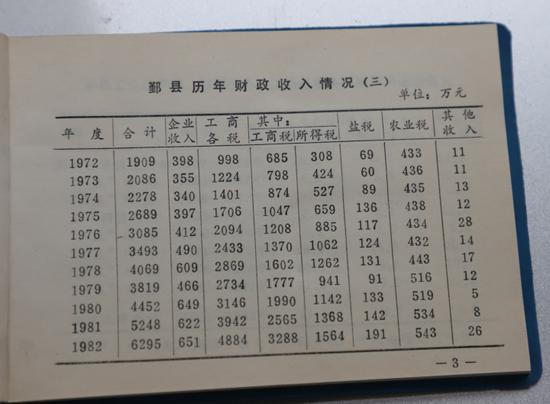 鄞县历年财政收入情况(三)
单位:万元
年度 合计 企业收入 工商各税 其中:工商税 所得税 盐税 农业税 其他收入
1972 1909 398 998 685 308 69 433 11
1973 2086 355 1224 798 424 60 436 11
1974 2278 340 1401 874 527 89 435 13
1975 2689 397 1706 1047 659 136 438 12
1976 3085 412 2094 1208 885 117 434 28
1977 3493 490 2433 1370 1062 124 432 14
1978 4069 609 2869 1602 1262 131 443 17
1979 3819 466 2734 1777 941 91 516 12
1980 4452 649 3146 1990 1142 133 519 5
1981 5248 622 3942 2565 1368 142 534 8
1982 6295 651 4884 3288 1564 191 543 26
—3—